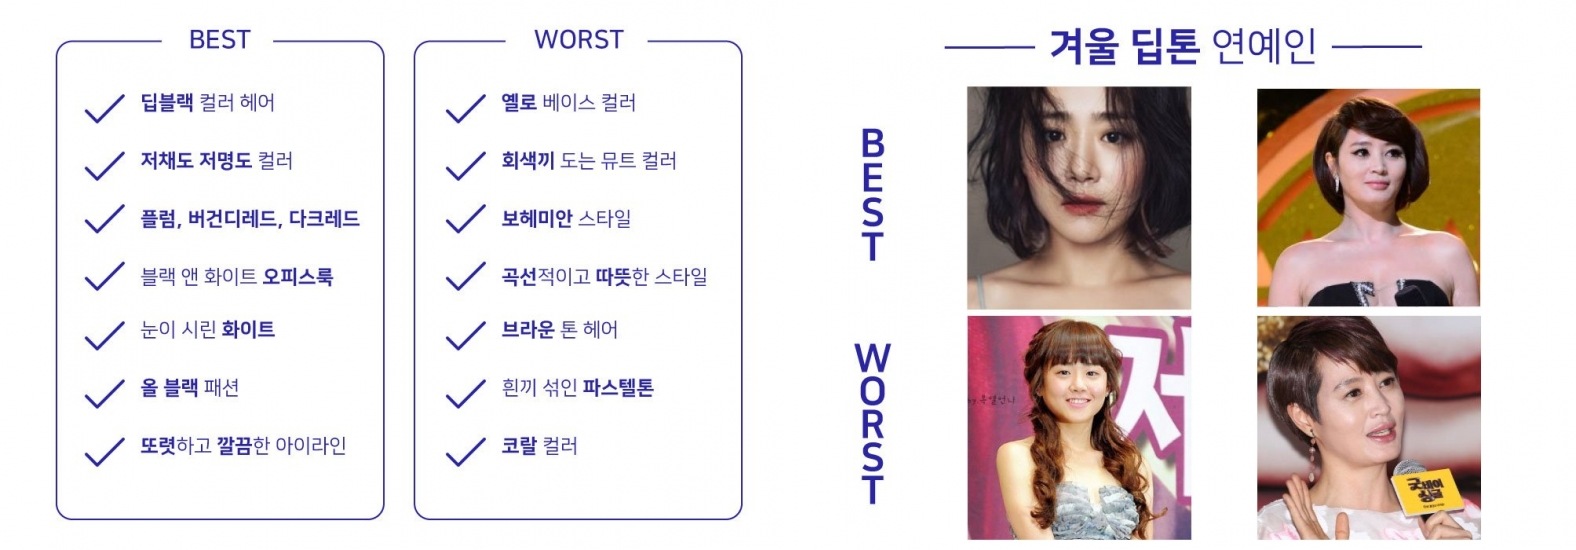 BEST
딥블랙 컬러 헤어
저채도 저명도 컬러
플럼, 버건디레드, 다크레드
블랙 앤 화이트 오피스룩
눈이 시린 화이트
올 블랙 패션
또렷하고 깔끔한 아이라인
WORST
옐로 베이스 컬러
회색끼 도는 뮤트 컬러
보헤미안 스타일
곡선적이고 따뜻한 스타일
브라운 톤 헤어
흰끼 섞인 파스텔톤
코랄 컬러
겨울 딥톤 연예인
BEST
WORST
굿바이
싱글